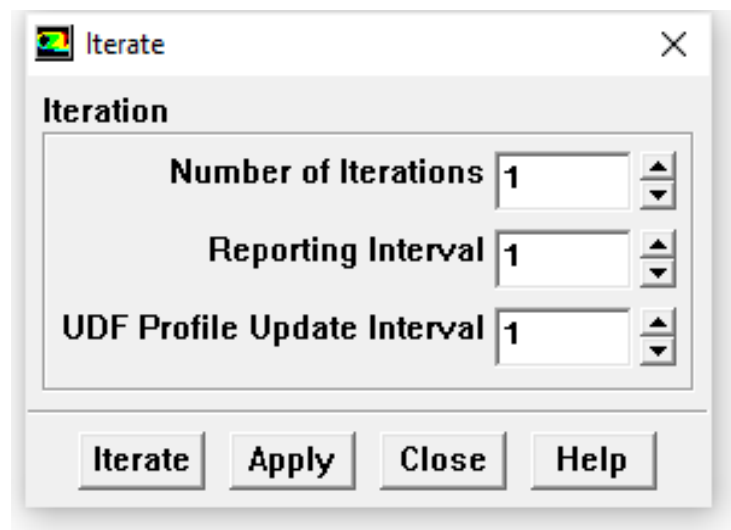 Iterate
Iteration
Number of Iterations 1
Reporting Interval 1
UDF Profile Update Interval 1
Iterate Apply Close Help